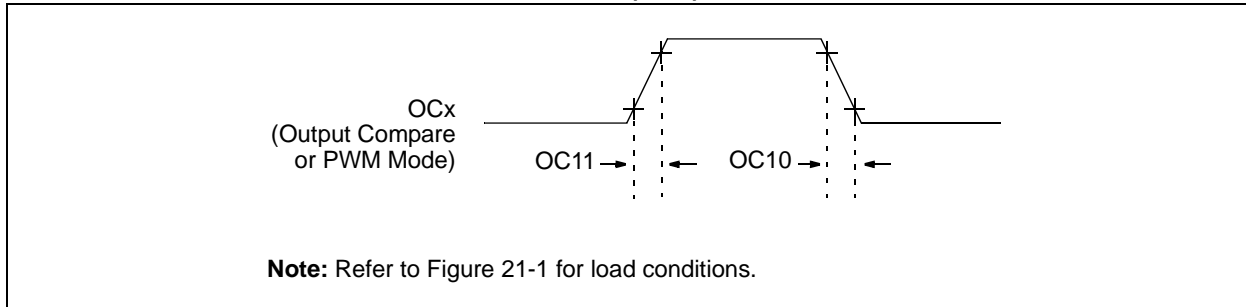 OCx
(Output Compare
or PWM Mode)
OC11
OC10
Note: Refer to Figure 21-1 for load conditions.